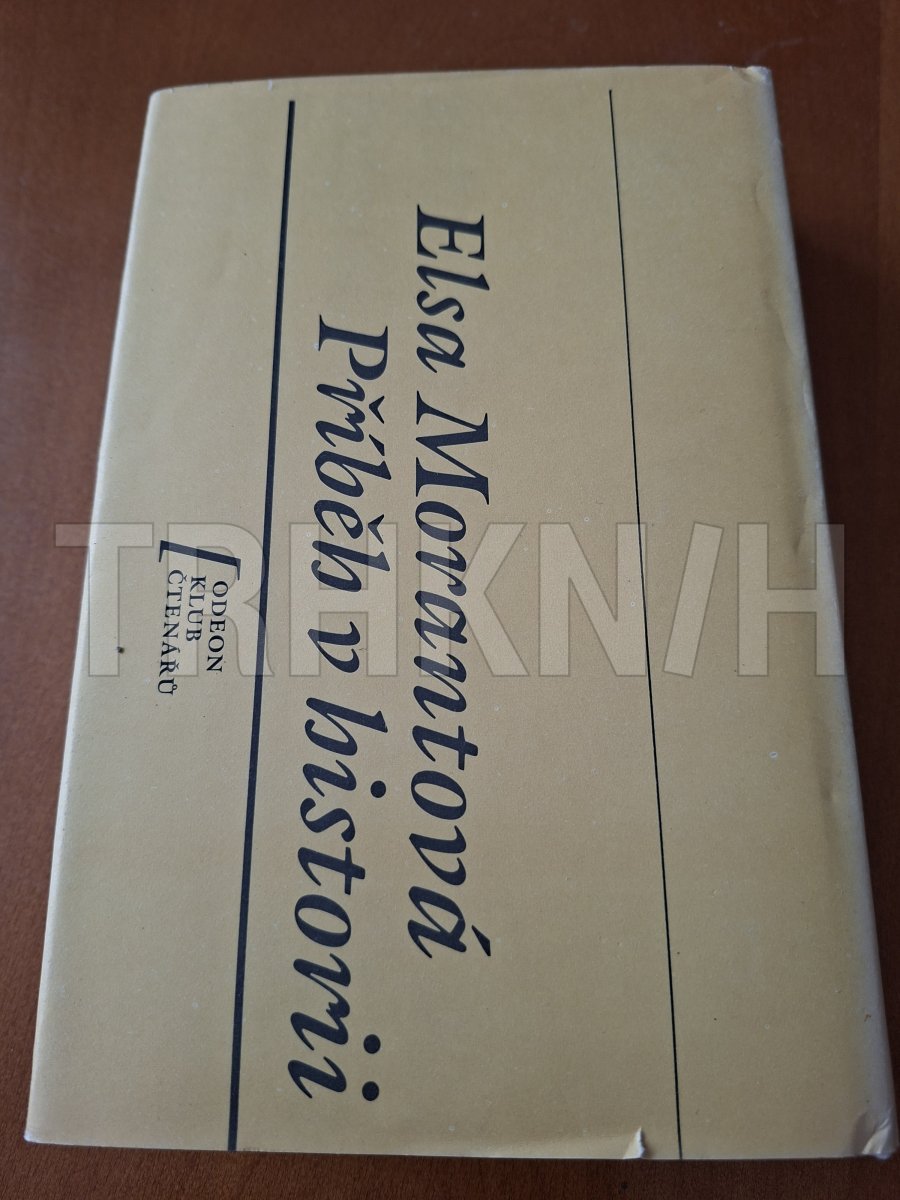 Elsa Morantová
Příběh v historii
ODEON
KLUB
ČTENÁŘŮ
TRHKNIH